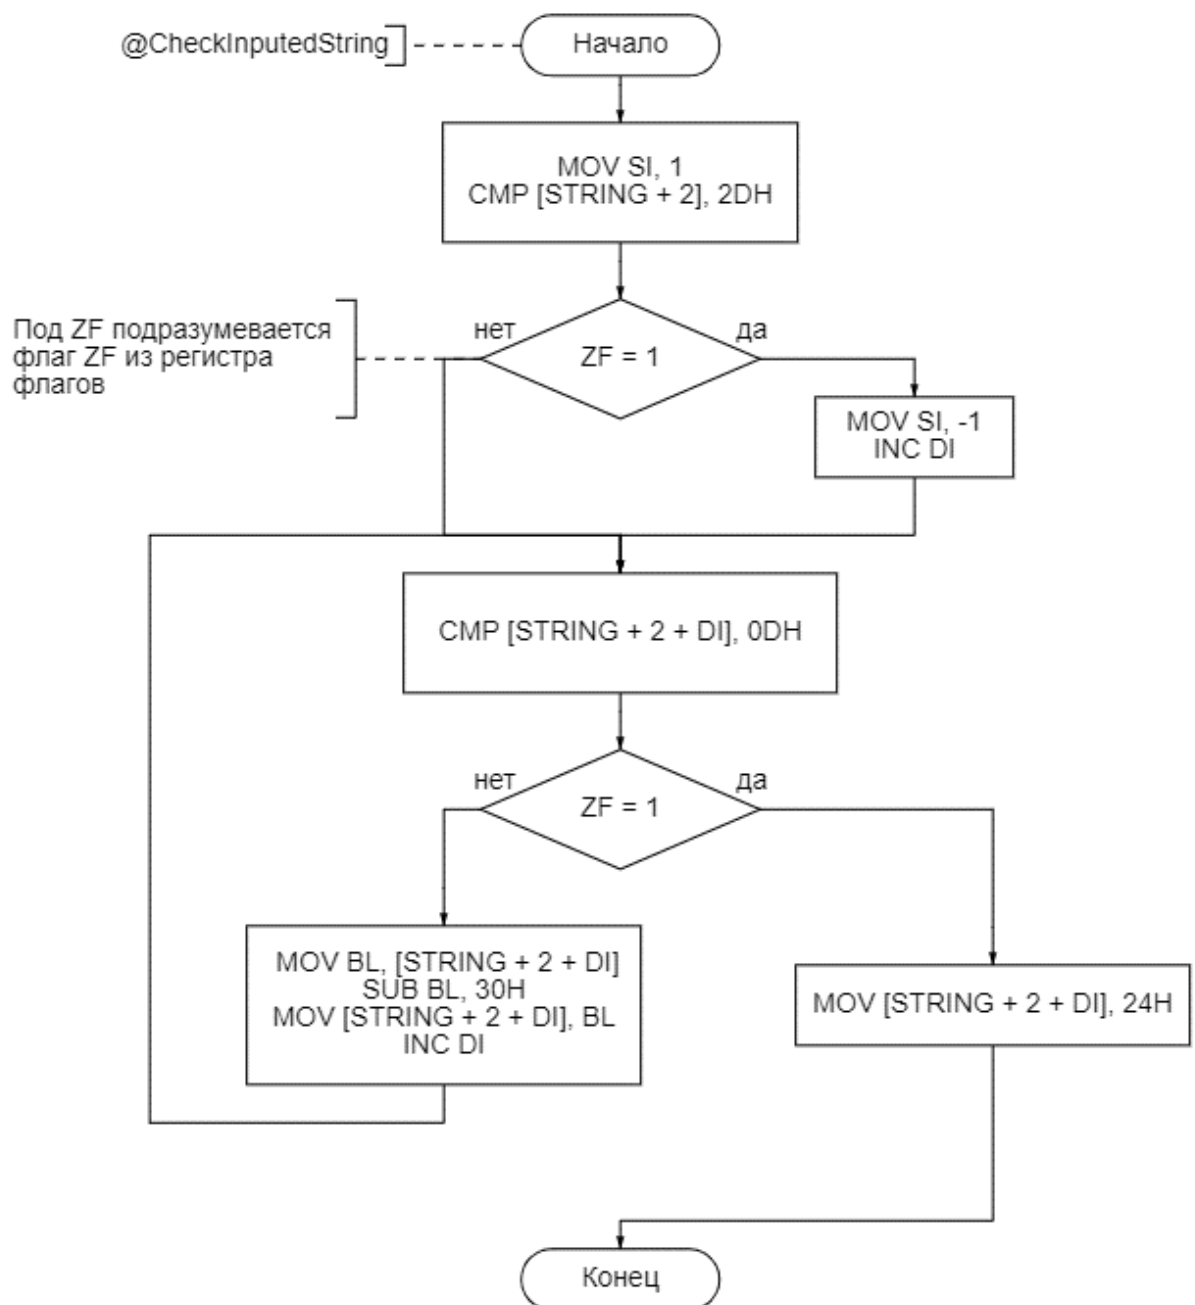 @CheckInputedString
Начало
MOV SI, 1
CMP [STRING + 2], 2DH
Под ZF подразумевается
флаг ZF из регистра
флагов
нет
ZF = 1
да
MOV SI, -1
INC DI
CMP [STRING + 2 + DI], 0DH
нет
ZF = 1
да
MOV BL, [STRING + 2 + DI]
SUB BL, 30H
MOV [STRING + 2 + DI], BL
INC DI
MOV [STRING + 2 + DI], 24H
Конец